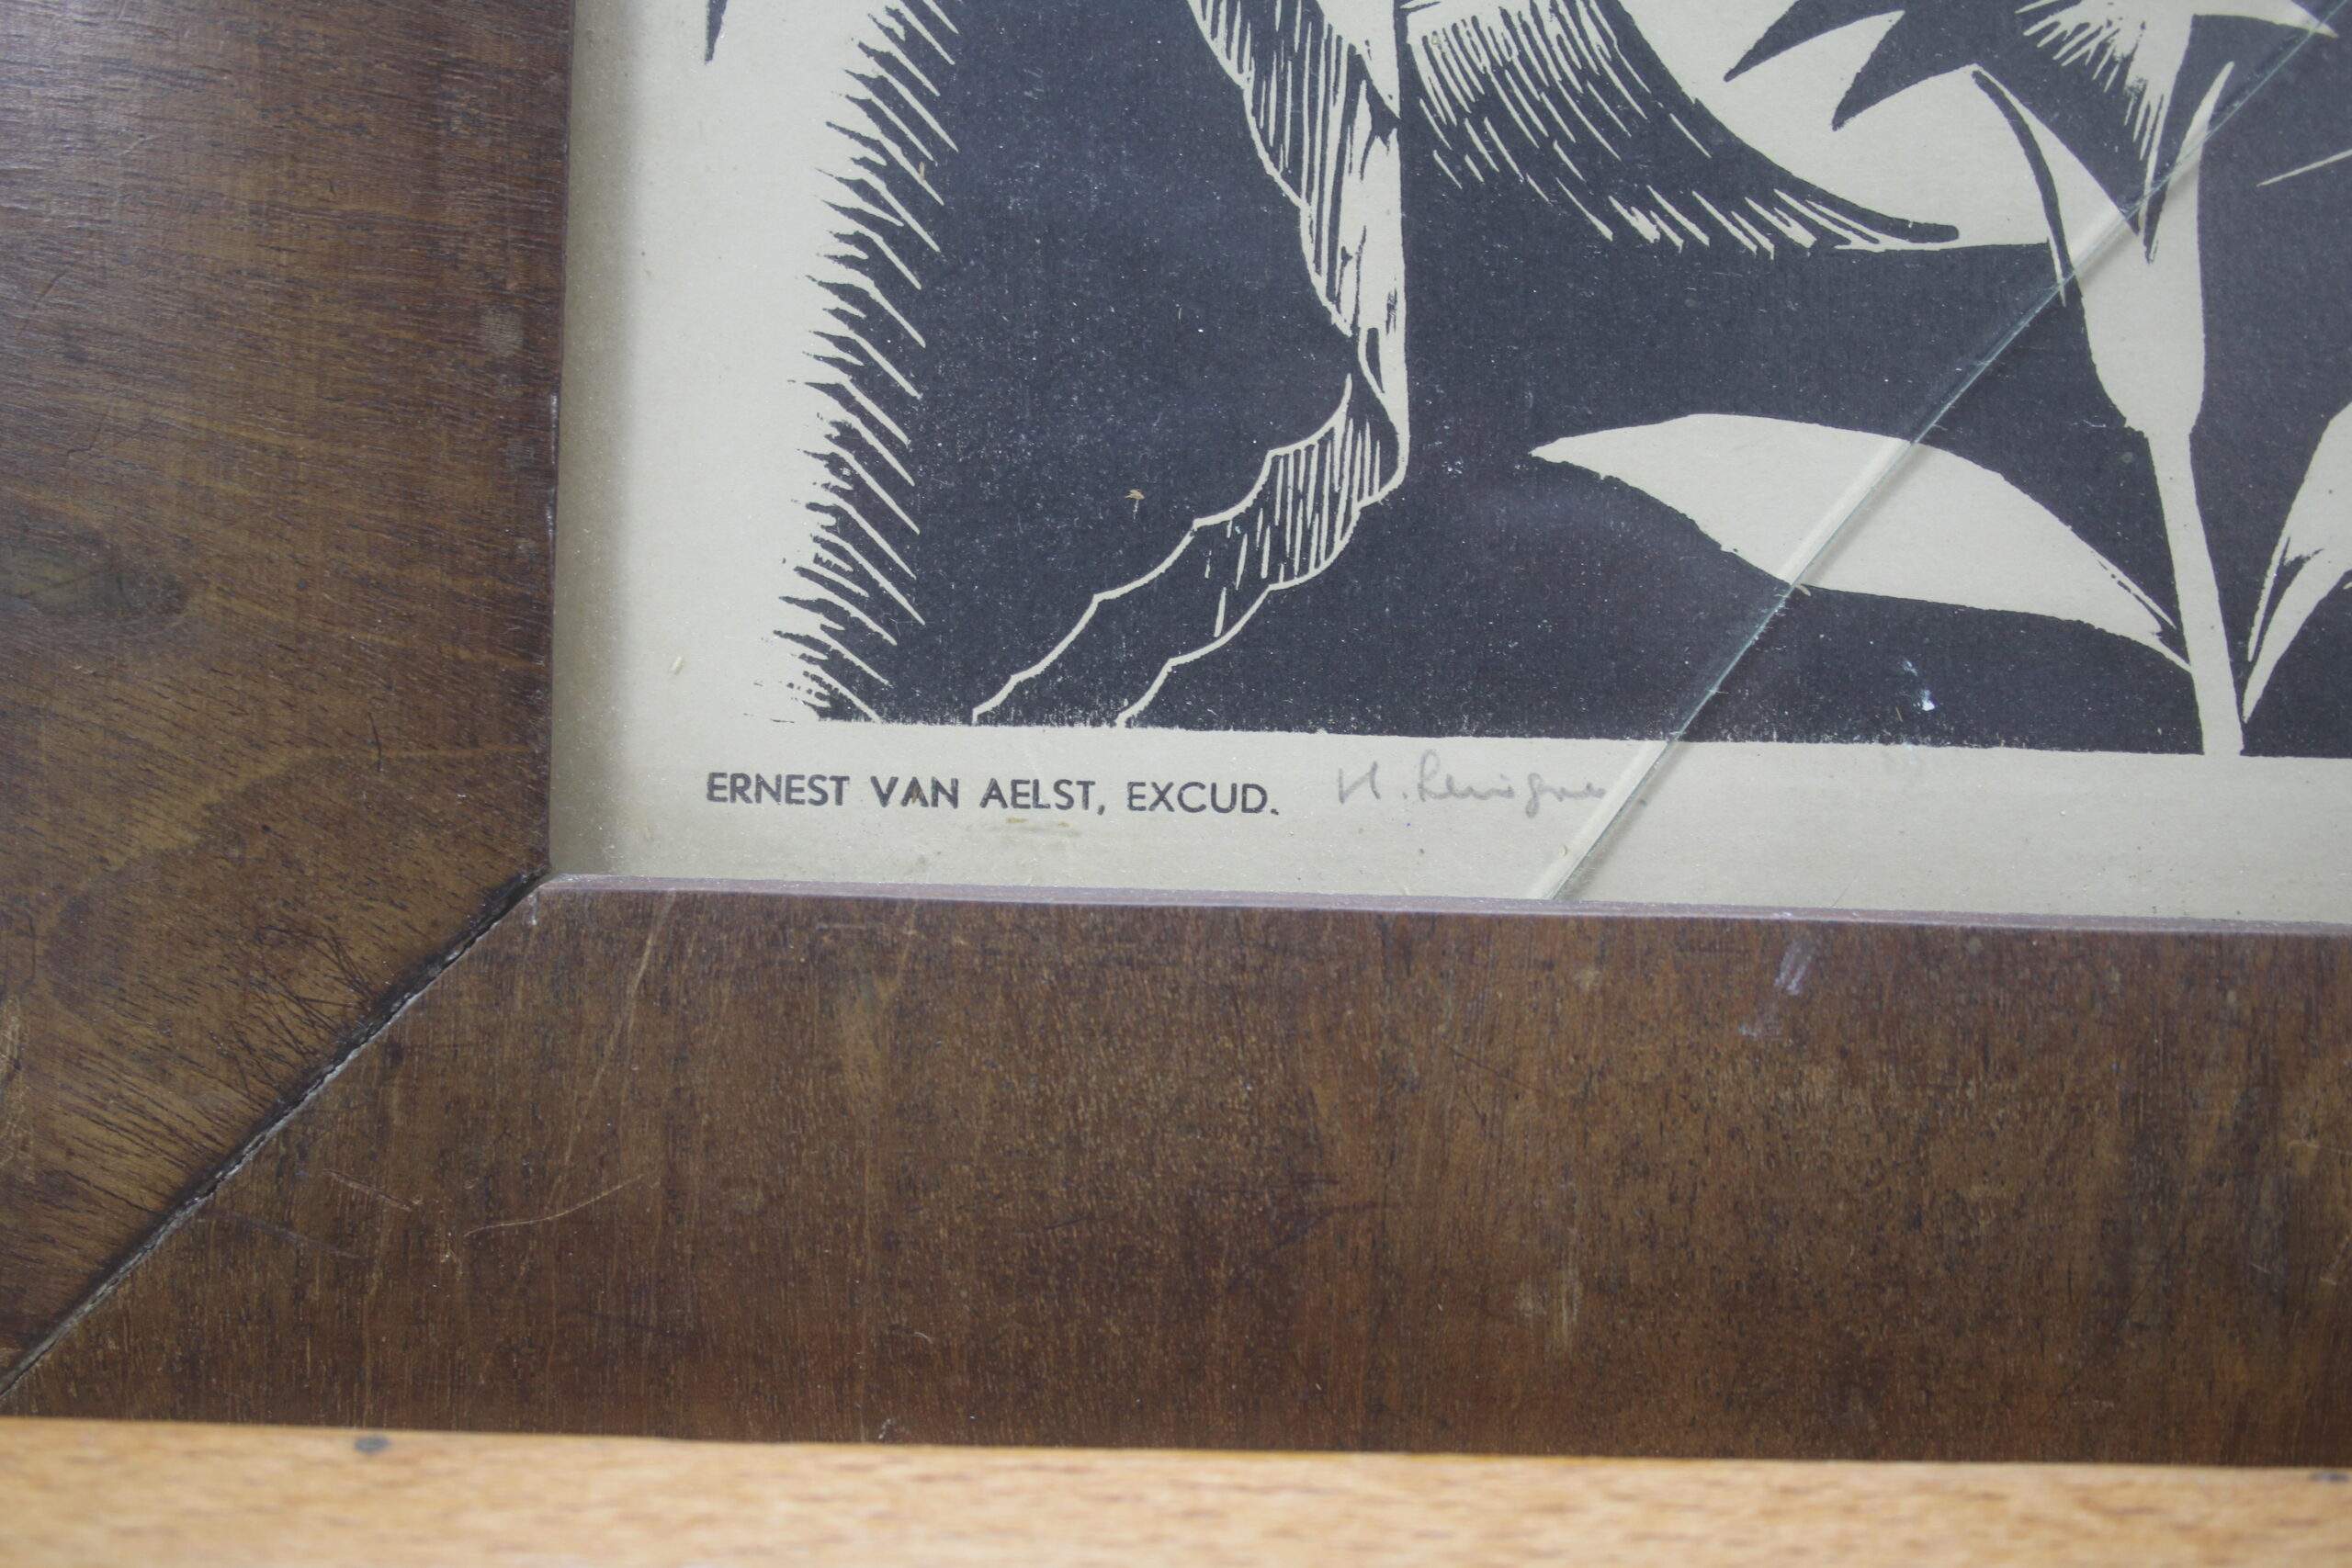 ERNEST VAN AELST, EXCUD.